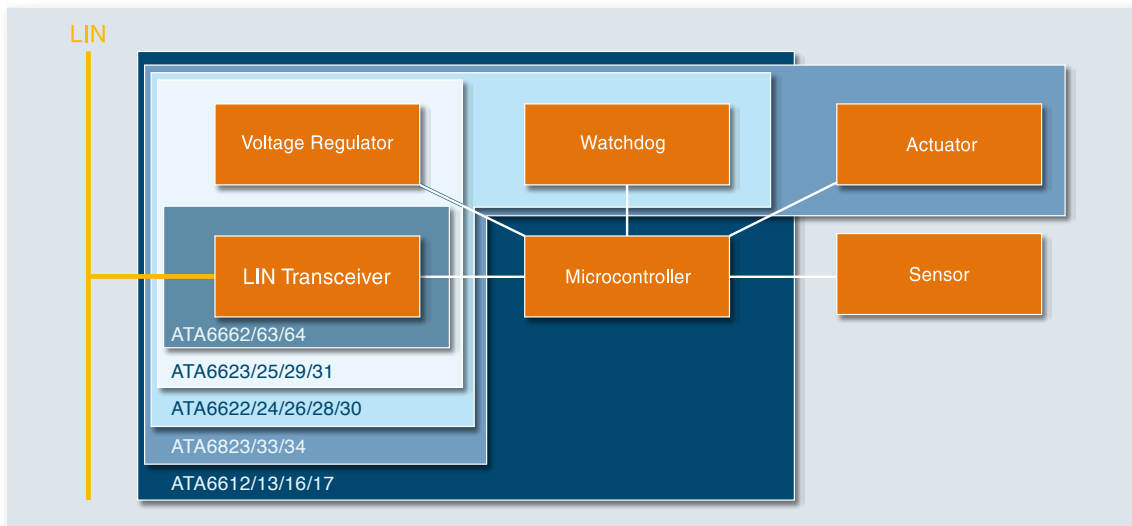 LIN
Voltage Regulator
Watchdog
Actuator
LIN Transceiver
Microcontroller
Sensor
ATA6662/63/64
ATA6623/25/29/31
ATA6622/24/26/28/30
ATA6823/33/34
ATA6612/13/16/17